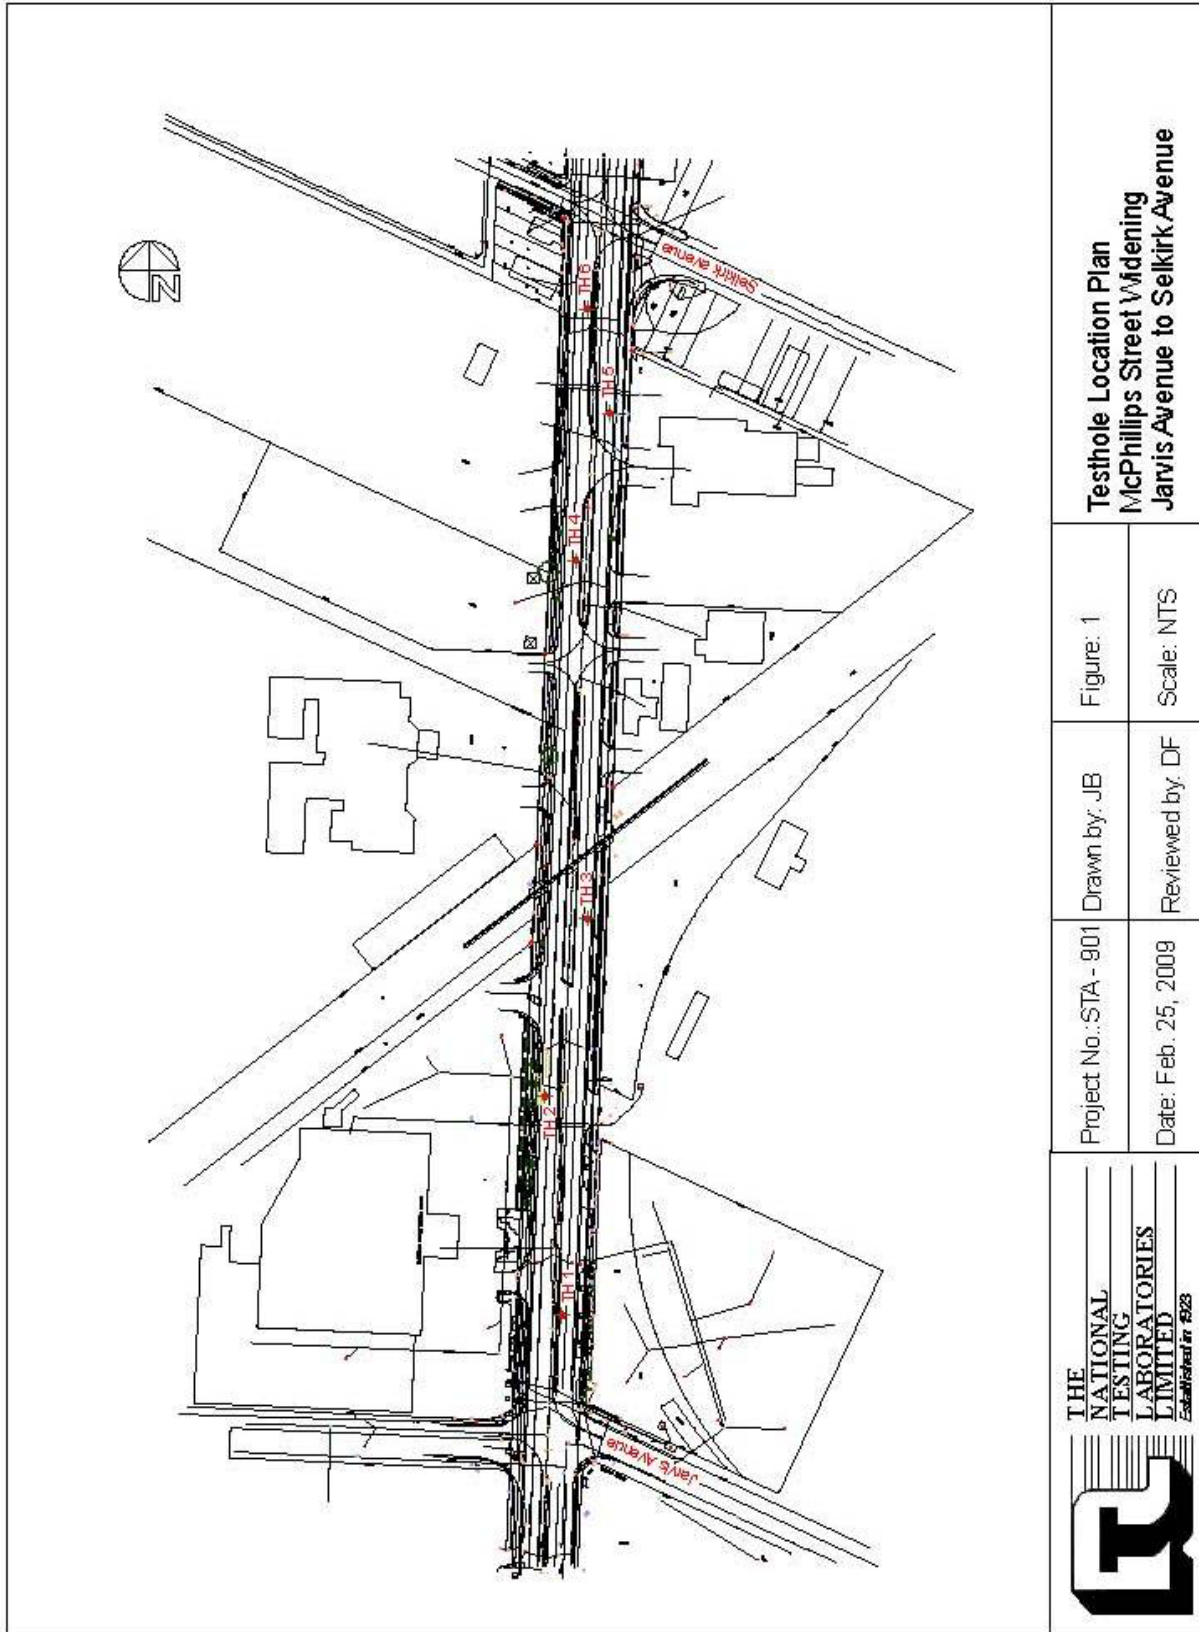 N
Selkirk avenue
TH6
TH5
TH4
TH3
TH2
TH1
Jarvis Avenue
THE
NATIONAL
TESTING
LABORATORIES
LIMITED
Established in 1923
Project No.: STA - 901
Drawn by: JB
Figure: 1
Date: Feb. 25, 2009
Reviewed by: DF
Scale: NTS
Testhole Location Plan
McPhillips Street Widening
Jarvis Avenue to Selkirk Avenue